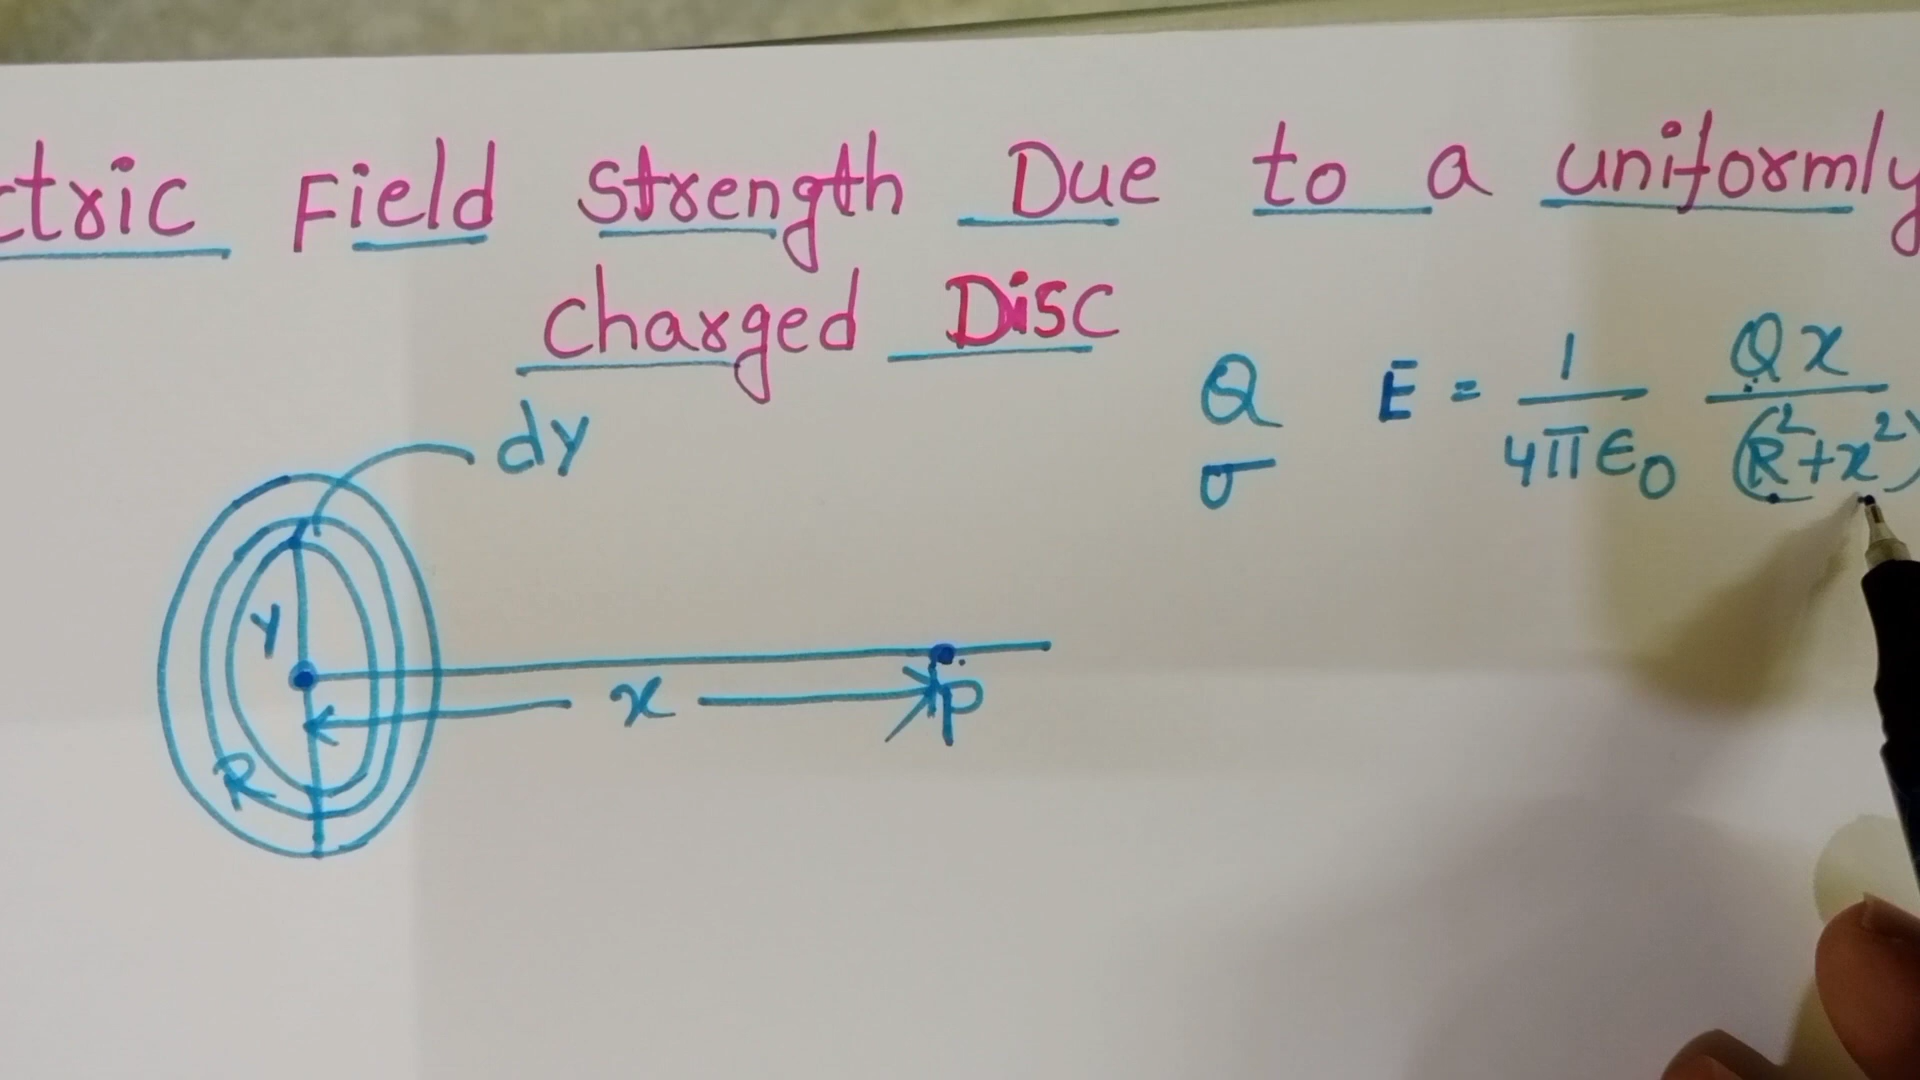 ctric Field Strength Due to a uniformly
charged Disc
dy
Q
σ
E = 1/4πϵ₀ Qx/(R²+x²)
y
x
P
R